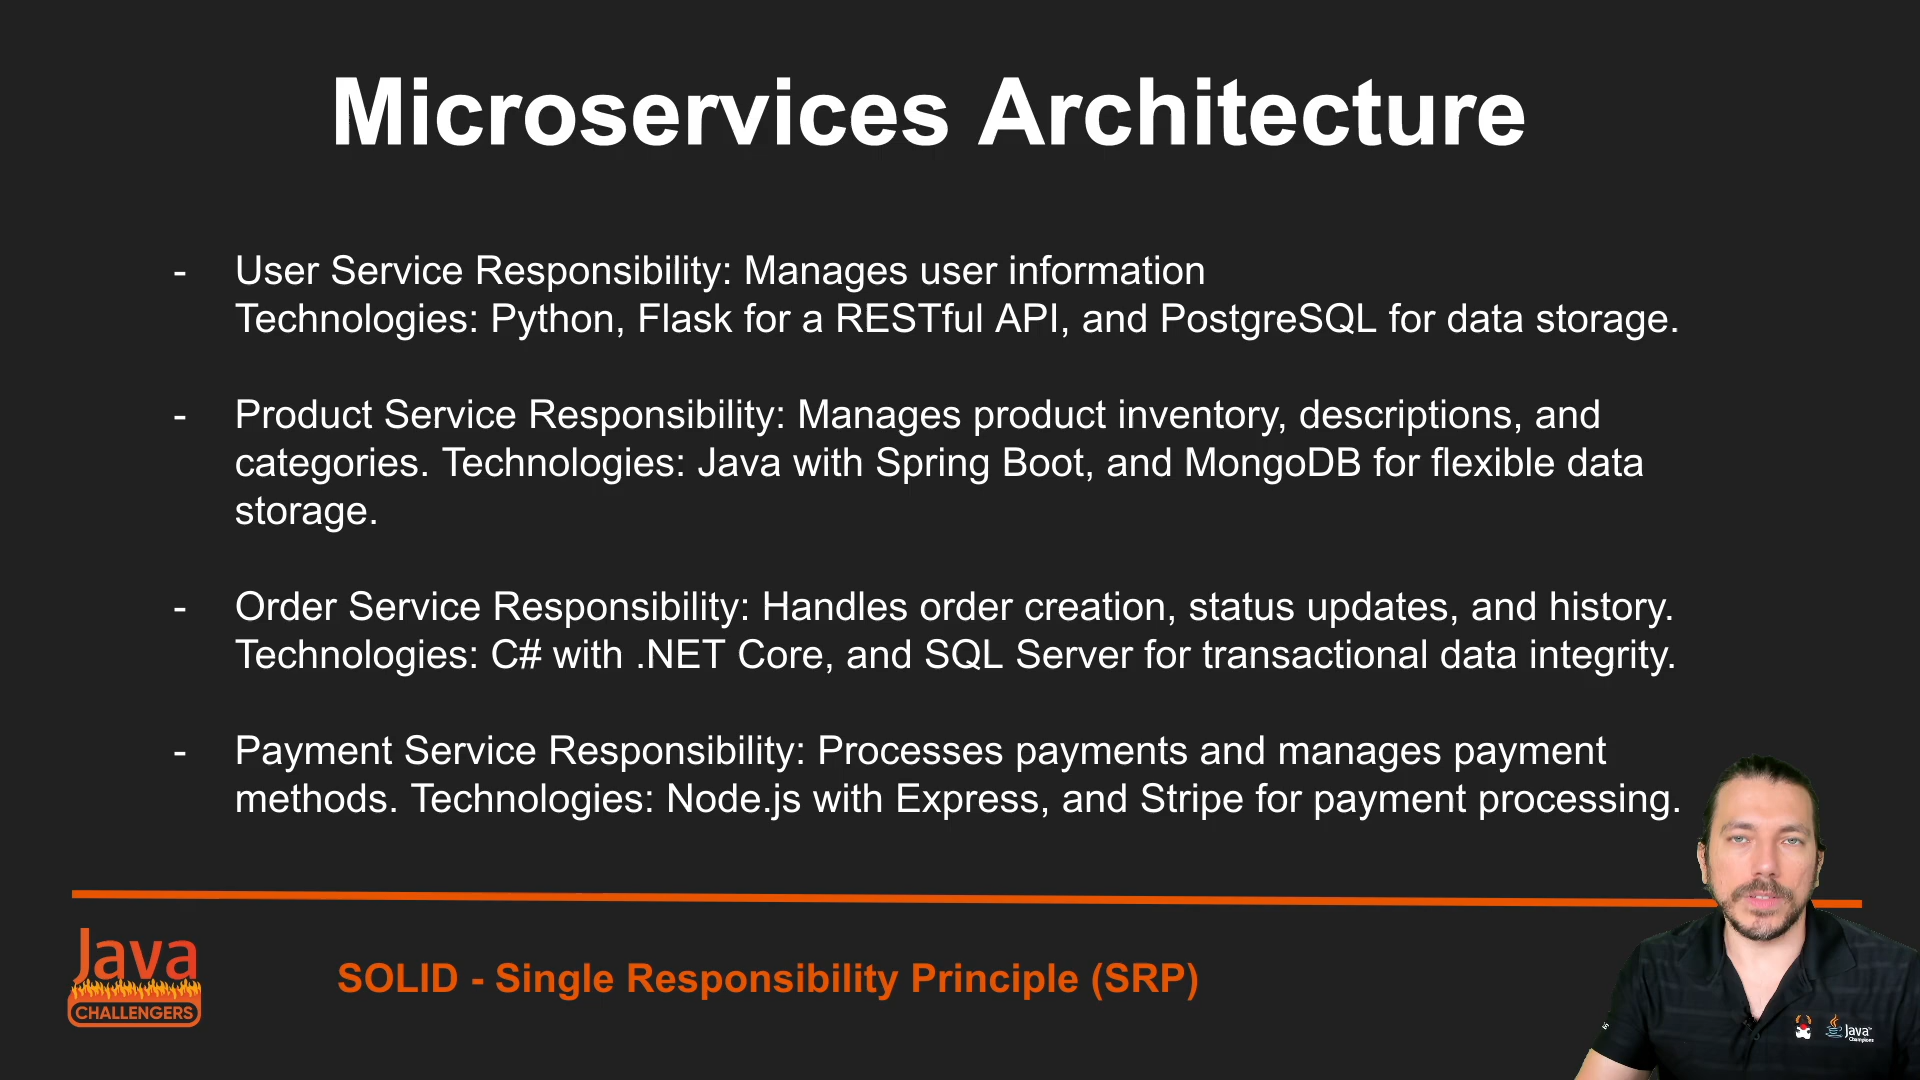 Microservices Architecture
- User Service Responsibility: Manages user information
Technologies: Python, Flask for a RESTful API, and PostgreSQL for data storage.
- Product Service Responsibility: Manages product inventory, descriptions, and
categories. Technologies: Java with Spring Boot, and MongoDB for flexible data
storage.
- Order Service Responsibility: Handles order creation, status updates, and history.
Technologies: C# with .NET Core, and SQL Server for transactional data integrity.
- Payment Service Responsibility: Processes payments and manages payment
methods. Technologies: Node.js with Express, and Stripe for payment processing.
Java
CHALLENGERS
SOLID - Single Responsibility Principle (SRP)
Java
Champions